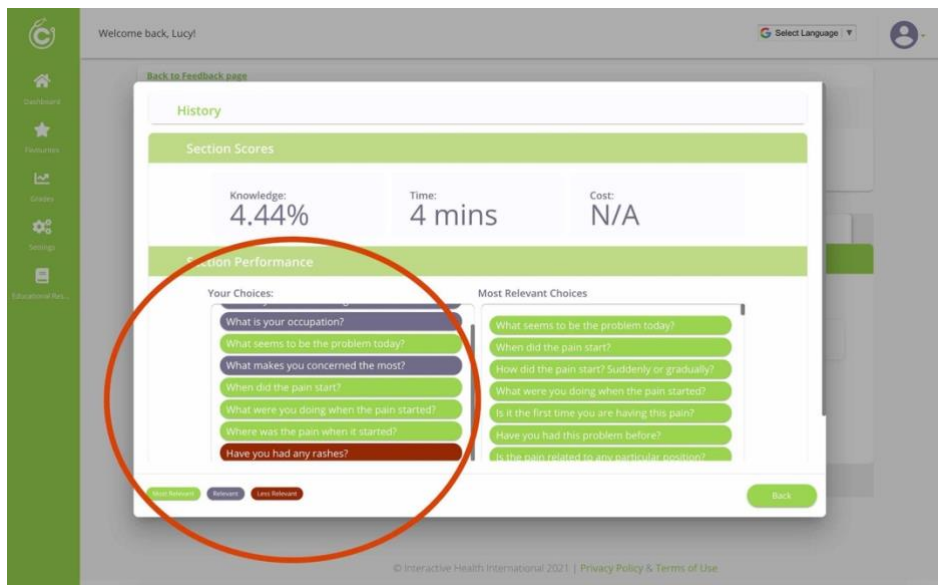 Welcome back, Lucy!
Select Language
Back to Feedback page
Dashboard
Favourites
Grades
Settings
Educational Res...
History
Section Scores
Knowledge:
4.44%
Time:
4 mins
Cost:
N/A
Section Performance
Your Choices:
What is your occupation?
What seems to be the problem today?
What makes you concerned the most?
When did the pain start?
What were you doing when the pain started?
Where was the pain when it started?
Have you had any rashes?
Most Relevant Choices
What seems to be the problem today?
When did the pain start?
How did the pain start? Suddenly or gradually?
What were you doing when the pain started?
Is it the first time you are having this pain?
Have you had this problem before?
Is the pain related to any particular position?
Most Relevant
Relevant
Less Relevant
Back
© Interactive Health International 2021 | Privacy Policy & Terms of Use